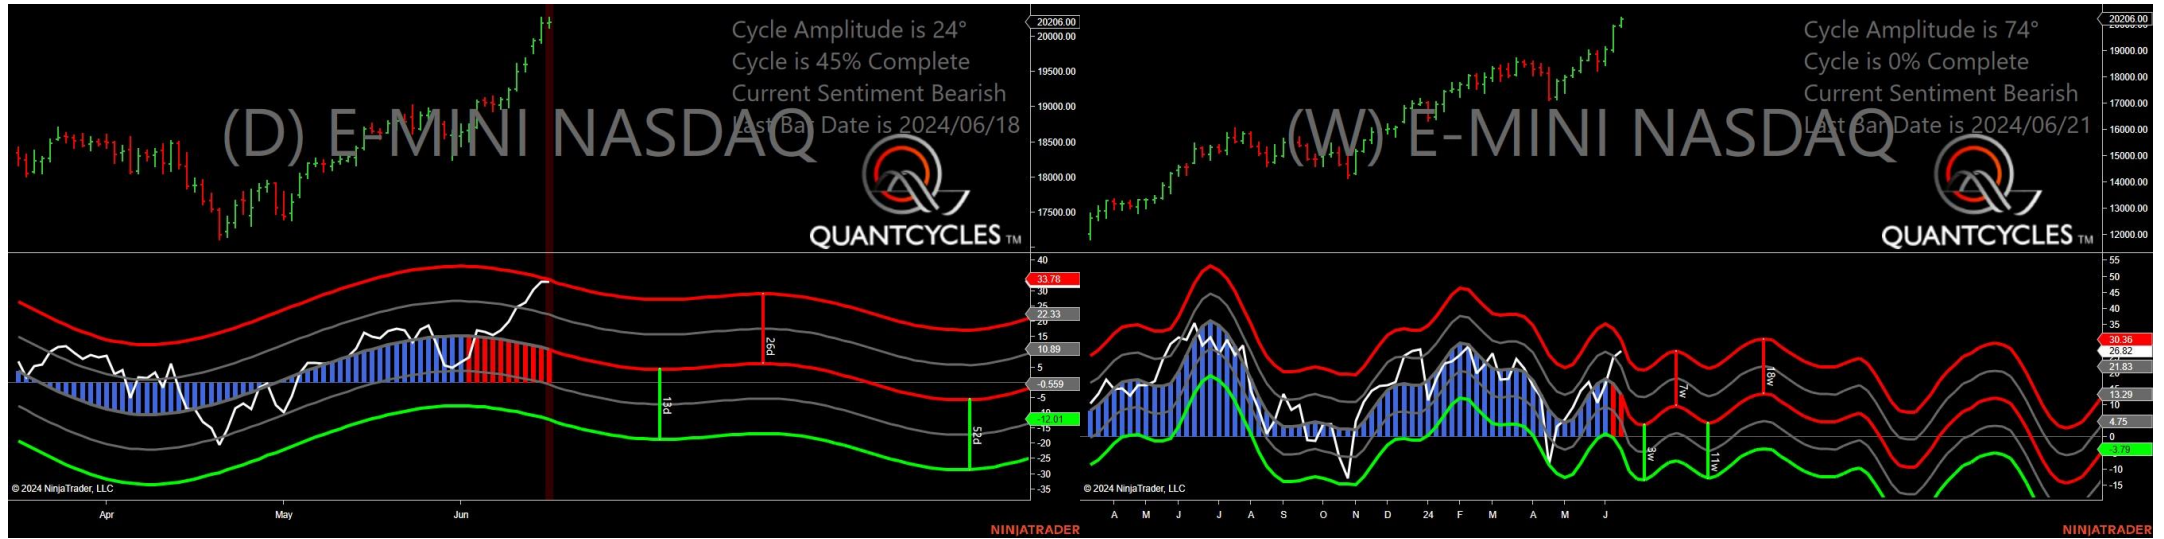 Cycle Amplitude is 24°
Cycle is 45% Complete
Current Sentiment Bearish
Last Bar Date is 2024/06/18
(D) E-MINI NASDAQ
QUANTCYCLES TM
20206.00
20000.00
19500.00
19000.00
18500.00
18000.00
17500.00
40
33.78
30
25
22.33
20
15
10.89
5
-0.559
-5
-10
-12.01
-15
-20
-25
-30
-35
26d
13d
52d
© 2024 NinjaTrader, LLC
Apr May Jun
NINJATRADER
Cycle Amplitude is 74°
Cycle is 0% Complete
Current Sentiment Bearish
Last Bar Date is 2024/06/21
(W) E-MINI NASDAQ
QUANTCYCLES TM
20206.00
19000.00
18000.00
17000.00
16000.00
15000.00
14000.00
13000.00
12000.00
55
50
45
40
35
30.36
26.82
21.83
15
13.29
10
4.75
0
-3.79
-10
-15
7w
18w
11w
© 2024 NinjaTrader, LLC
A M J J A S O N D 24 F M A M J
NINJATRADER